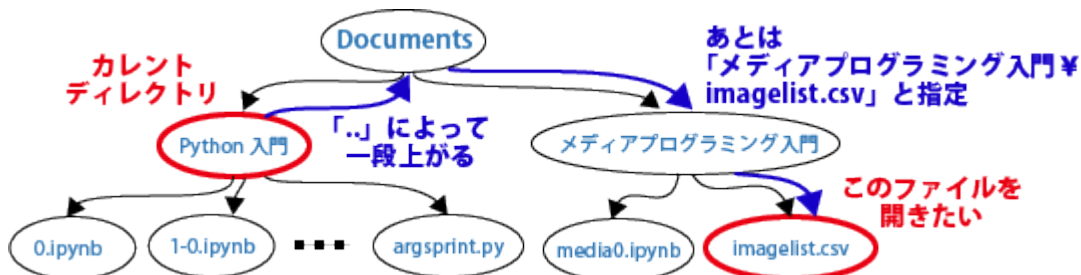 Documents
カレント
ディレクトリ
あとは
「メディアプログラミング入門¥
imagelist.csv」と指定
Python 入門
「..」によって
一段上がる
メディアプログラミング入門
このファイルを
開きたい
0.ipynb
1-0.ipynb
argsprint.py
media0.ipynb
imagelist.csv